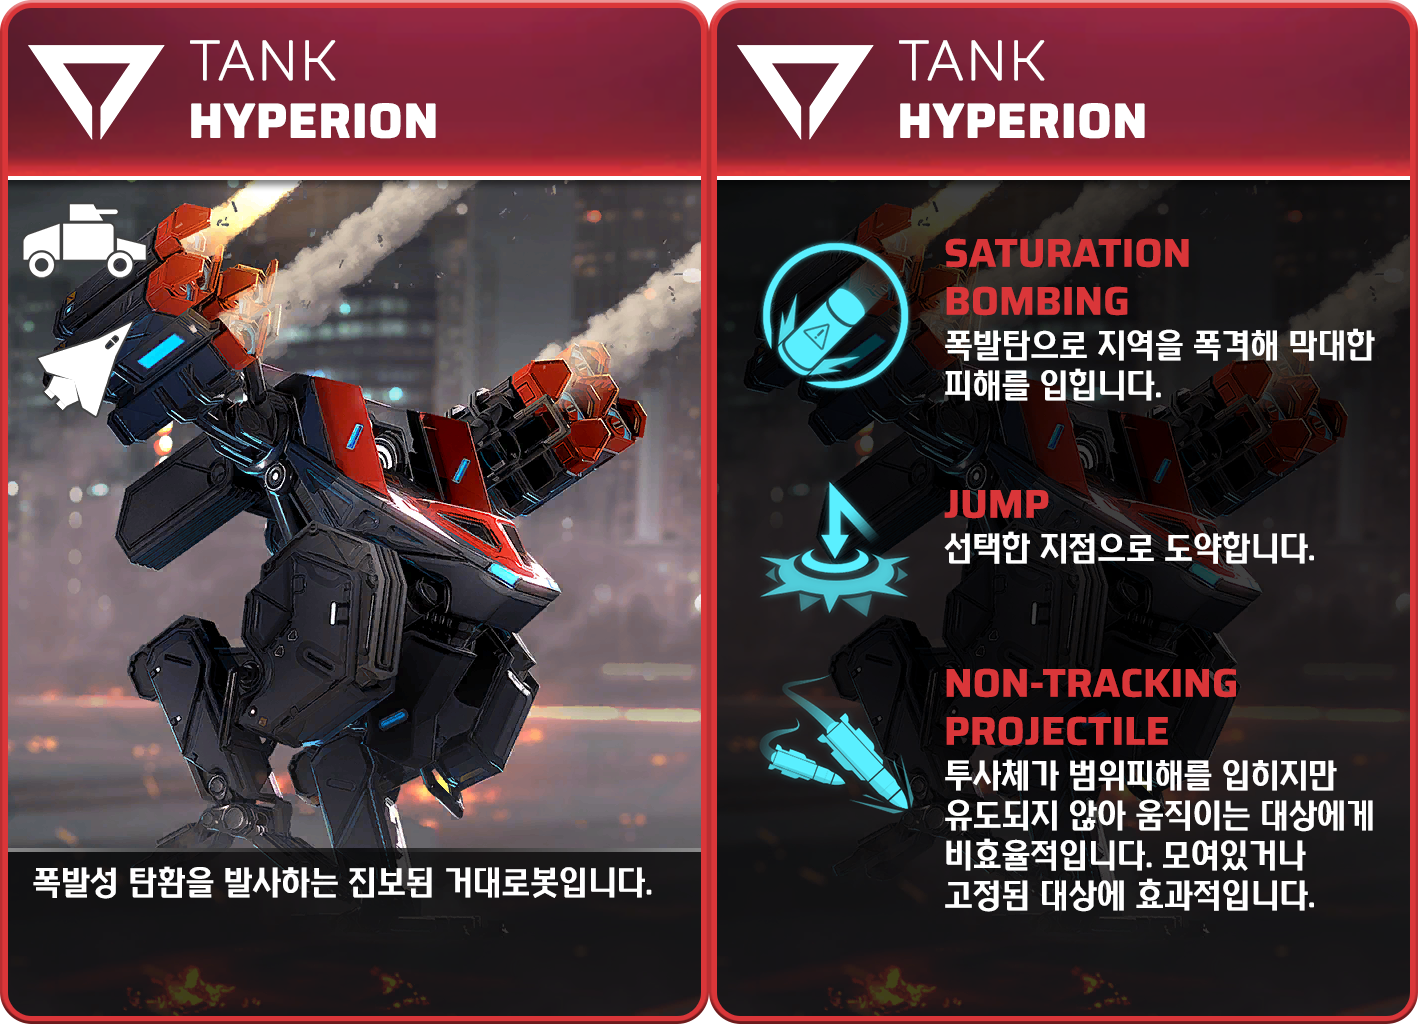 TANK
HYPERION
폭발성 탄환을 발사하는 진보된 거대로봇입니다.
TANK
HYPERION
SATURATION
BOMBING
폭발탄으로 지역을 폭격해 막대한
피해를 입힙니다.
JUMP
선택한 지점으로 도약합니다.
NON-TRACKING
PROJECTILE
투사체가 범위피해를 입히지만
유도되지 않아 움직이는 대상에게
비효율적입니다. 모여있거나
고정된 대상에 효과적입니다.